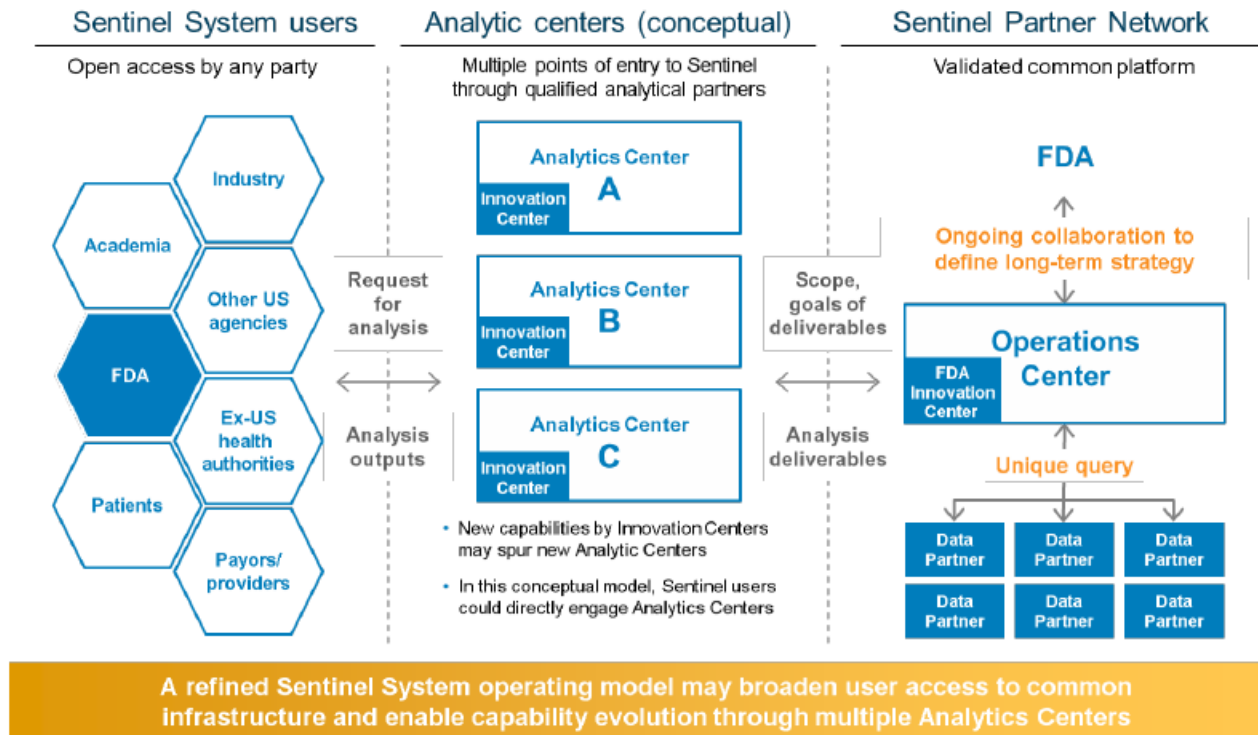 Sentinel System users
Open access by any party
Industry
Academia
Other US
agencies
FDA
Ex-US
health
authorities
Patients
Payors/
providers
Request
for
analysis
Analysis
outputs
Analytic centers (conceptual)
Multiple points of entry to Sentinel
through qualified analytical partners
Analytics Center
A
Innovation
Center
Analytics Center
B
Innovation
Center
Analytics Center
C
Innovation
Center
• New capabilities by Innovation Centers
may spur new Analytic Centers
• In this conceptual model, Sentinel users
could directly engage Analytics Centers
Scope,
goals of
deliverables
Analysis
deliverables
Sentinel Partner Network
Validated common platform
FDA
Ongoing collaboration to
define long-term strategy
Operations
Center
FDA
Innovation
Center
Unique query
Data
Partner
Data
Partner
Data
Partner
Data
Partner
Data
Partner
Data
Partner
A refined Sentinel System operating model may broaden user access to common
infrastructure and enable capability evolution through multiple Analytics Centers